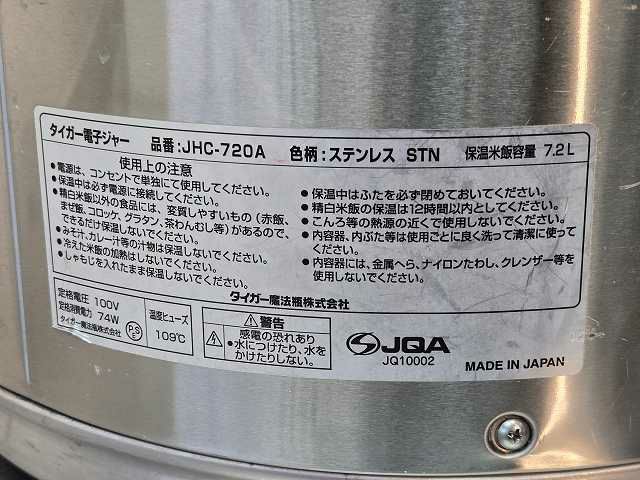 タイガー電子ジャー 品番:JHC-720A 色柄:ステンレス STN 保温米飯容量 7.2L
使用上の注意
●電源は、コンセントで単独にて使用してください。
●保温中は必ず電源に接続してください。
●精白米飯以外の食品には、変質しやすいもの(赤飯、
まぜ飯、コロッケ、グラタン、茶わんむし等)があるので、
できるだけ保温しないでください。
●みそ汁、カレー汁等の汁物は保温しないでください。
●冷えた米飯の加熱はしないでください。
●しゃもじを入れたまま保温しないでください。
●保温中はふたを必ず閉めておいてください。
●精白米飯の保温は12時間以内としてください。
●こんろ等の熱源の近くで使用しないでください。
●内容器、内ぶた等は使用ごとに良く洗って清潔に使って
ください。
●内容器には、金属へら、ナイロンたわし、クレンザー等を
使用しないでください。
タイガー魔法瓶株式会社
定格電圧 100V
定格消費電力 74W
タイガー魔法瓶株式会社
PSE
温度ヒューズ
109℃
⚠警告
感電の恐れあり
●水につけたり、水を
かけたりしない。
JQA
JQ10002
MADE IN JAPAN